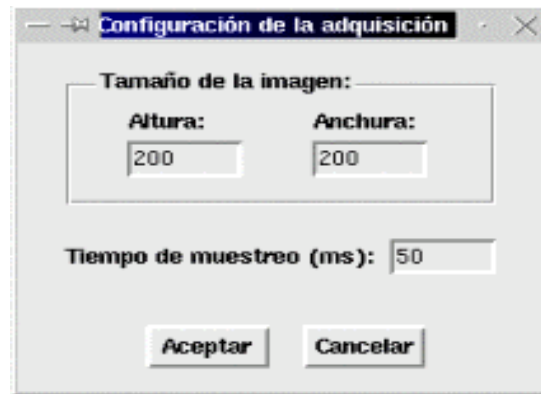 Configuración de la adquisición
Tamaño de la imagen:
Altura: Anchura:
200 200
Tiempo de muestreo (ms): 50
Aceptar Cancelar